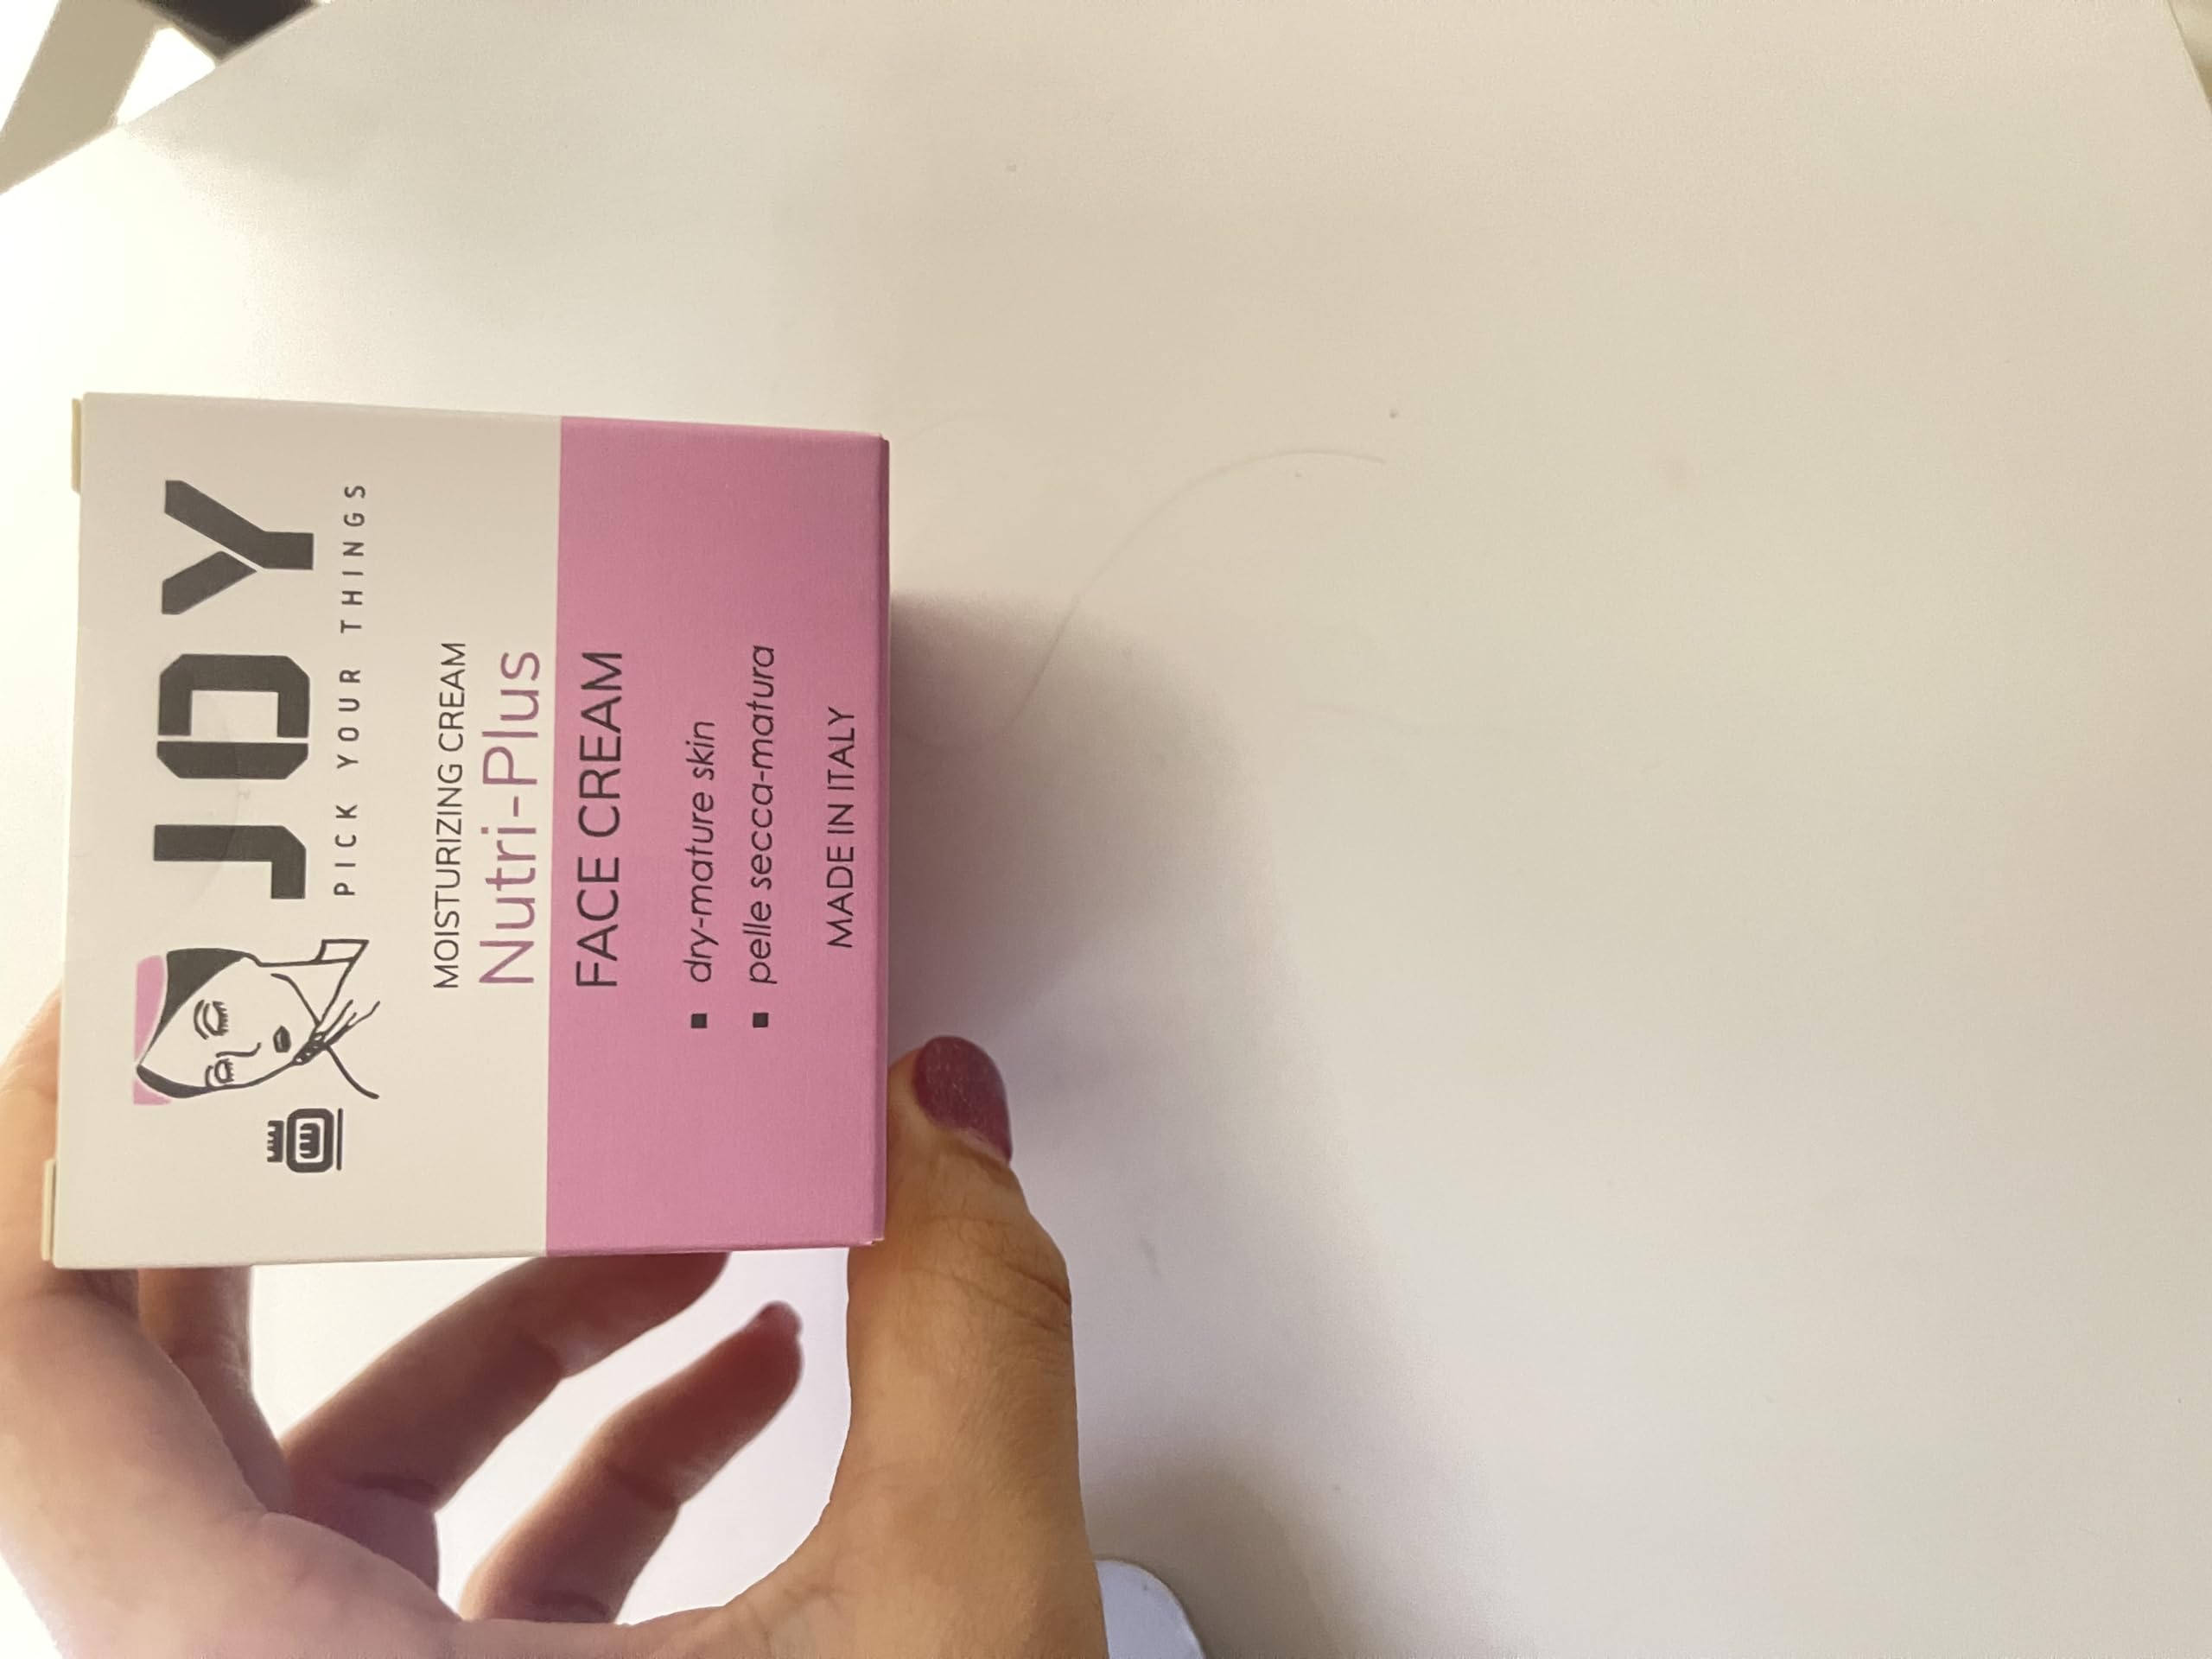 JOY
PICK YOUR THINGS
MOISTURIZING CREAM
Nutri-Plus
FACE CREAM
▪ dry-mature skin
▪ pelle secca-matura
MADE IN ITALY